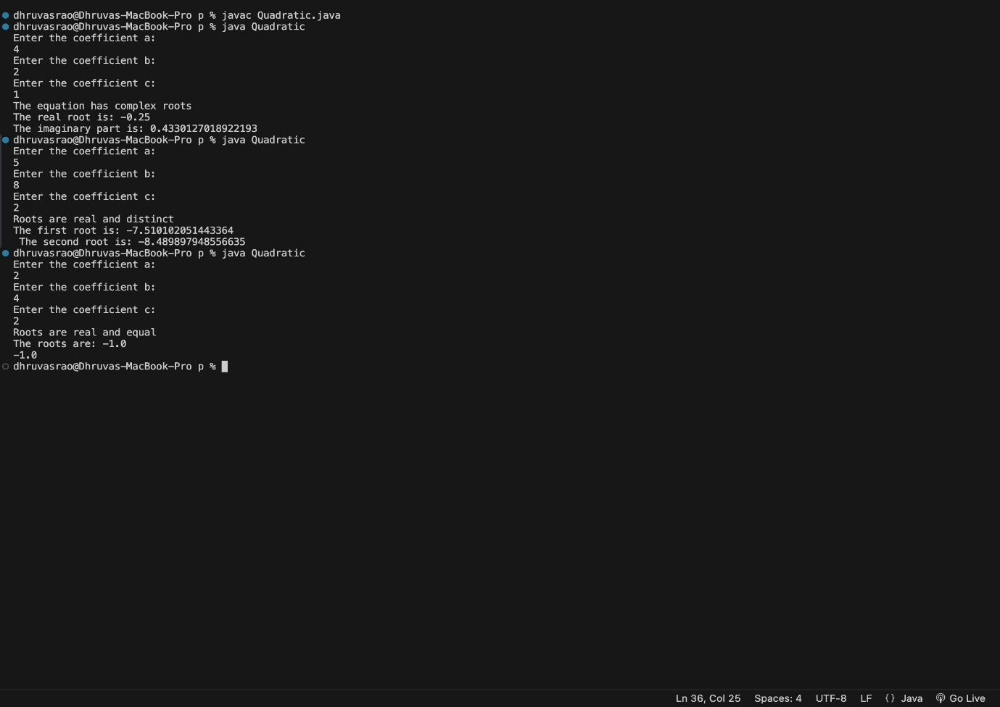 dhruvasrao@Dhruvas-MacBook-Pro p % javac Quadratic.java
dhruvasrao@Dhruvas-MacBook-Pro p % java Quadratic
Enter the coefficient a:
4
Enter the coefficient b:
2
Enter the coefficient c:
1
The equation has complex roots
The real root is: -0.25
The imaginary part is: 0.4330127018922193
dhruvasrao@Dhruvas-MacBook-Pro p % java Quadratic
Enter the coefficient a:
5
Enter the coefficient b:
8
Enter the coefficient c:
2
Roots are real and distinct
The first root is: -7.510102051443364
 The second root is: -8.489897948556635
dhruvasrao@Dhruvas-MacBook-Pro p % java Quadratic
Enter the coefficient a:
2
Enter the coefficient b:
4
Enter the coefficient c:
2
Roots are real and equal
The roots are: -1.0
-1.0
dhruvasrao@Dhruvas-MacBook-Pro p %
Ln 36, Col 25 Spaces: 4 UTF-8 LF {} Java Go Live